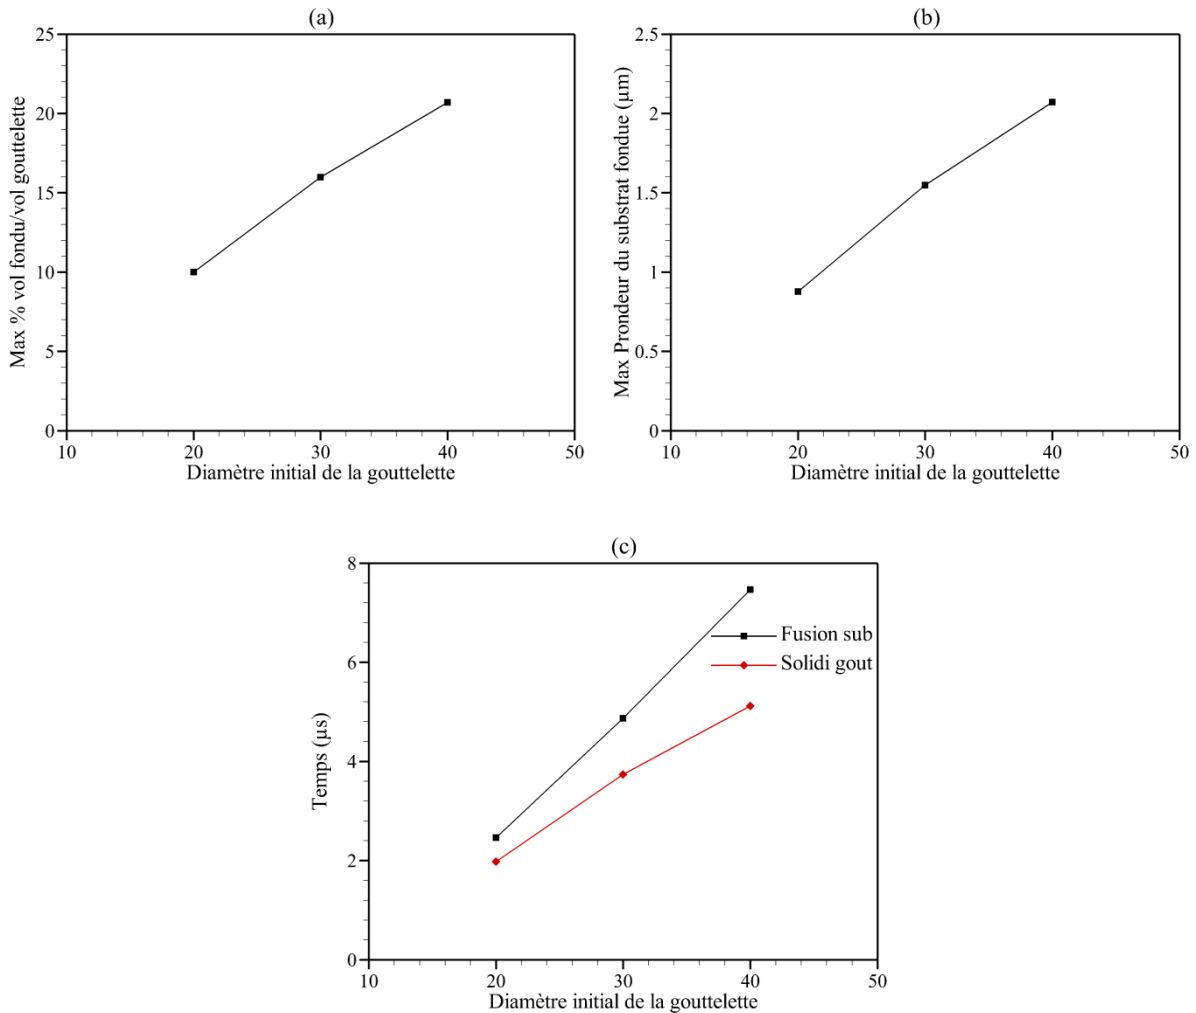 (a)
Max % vol fondu/vol gouttelette
25
20
15
10
5
0
10 20 30 40 50
Diamètre initial de la gouttelette
(b)
Max Prondeur du substrat fondue (µm)
2.5
2
1.5
1
0.5
0
10 20 30 40 50
Diamètre initial de la gouttelette
(c)
Temps (µs)
8
6
4
2
0
Fusion sub
Solidi gout
10 20 30 40 50
Diamètre initial de la gouttelette